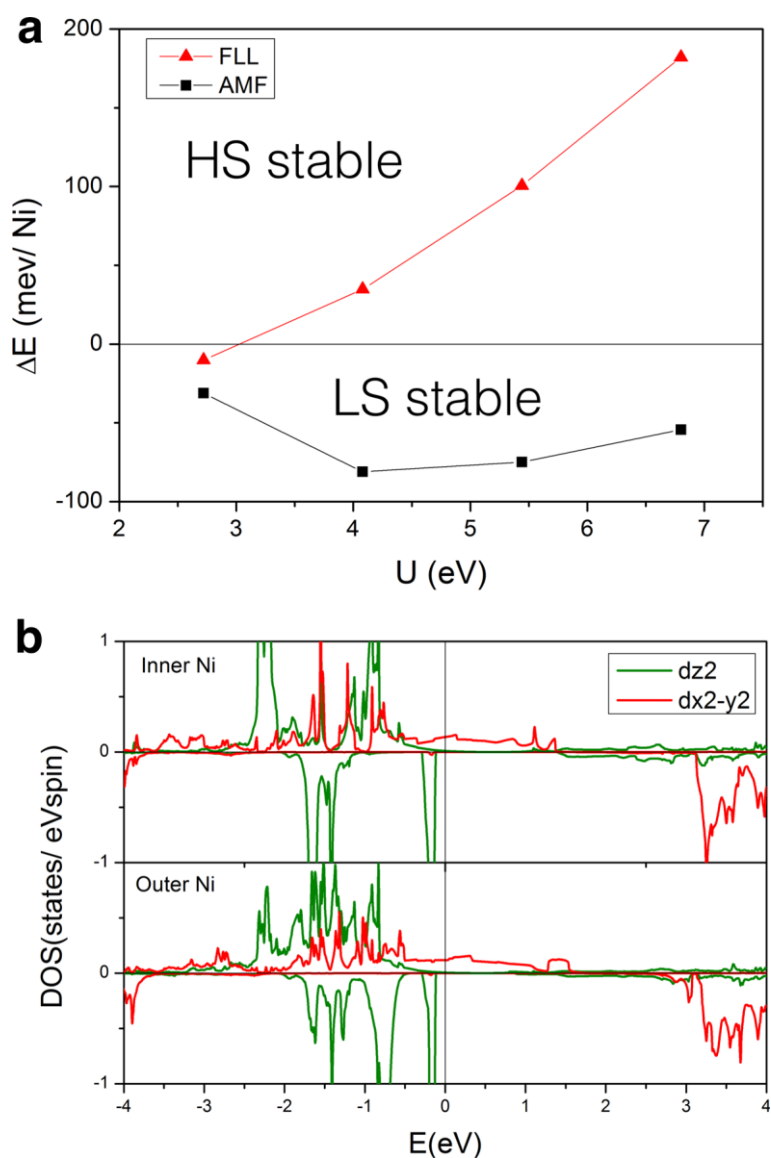 a
200
FLL
AMF
HS stable
100
ΔE (mev/ Ni)
0
LS stable
-100
2 3 4 5 6 7
U (eV)
b
1
Inner Ni
dz2
dx2-y2
0
-1
1
Outer Ni
DOS(states/ eVspin)
0
-1
-4 -3 -2 -1 0 1 2 3 4
E(eV)